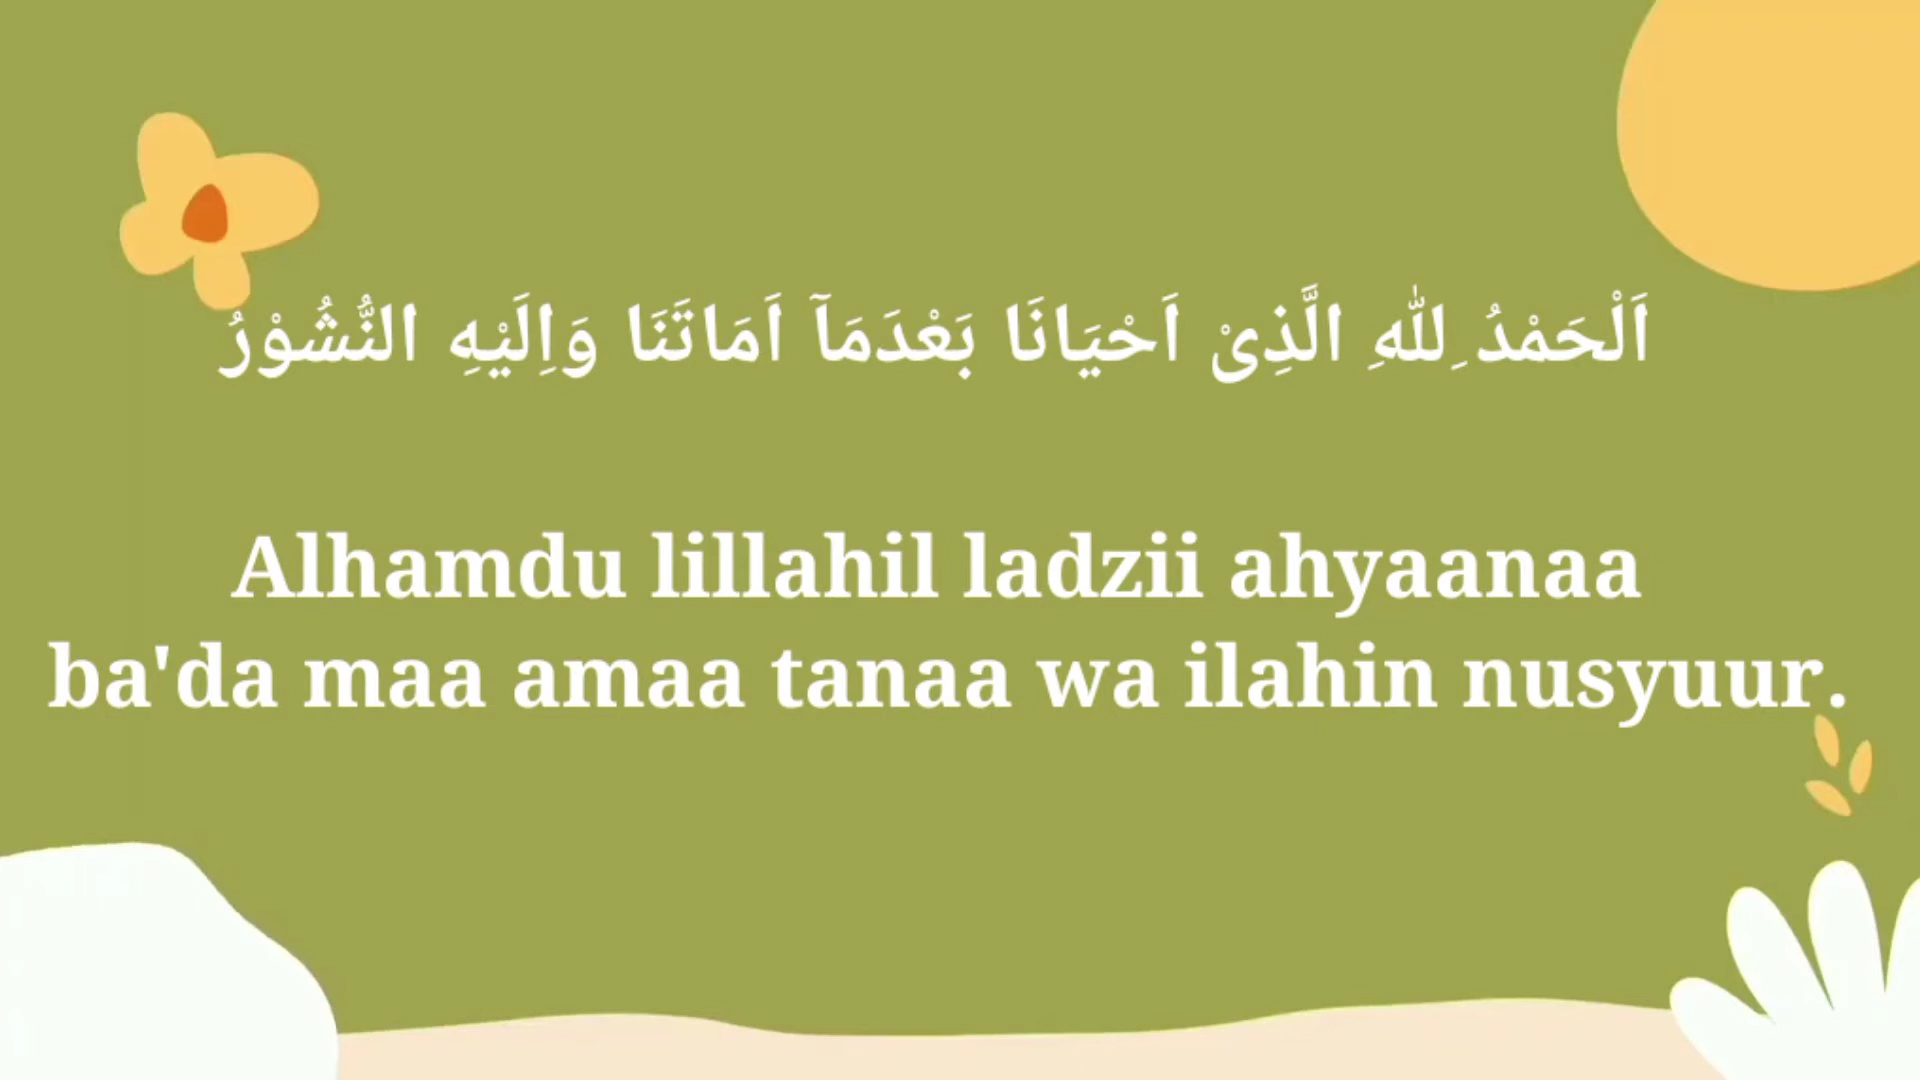 اَلْحَمْدُ ِللهِ الَّذِىْ اَحْيَانَا بَعْدَمَآ اَمَاتَنَا وَاِلَيْهِ النُّشُوْرُ
Alhamdu lillahil ladzii ahyaanaa
ba'da maa amaa tanaa wa ilahin nusyuur.